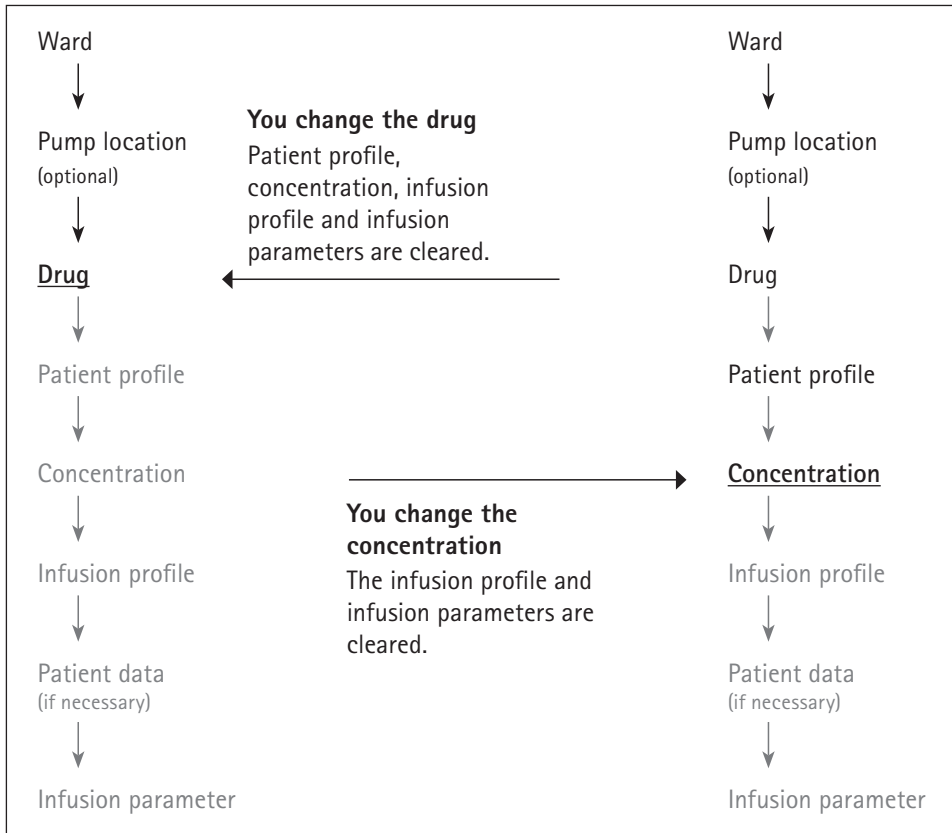 Ward
Pump location
(optional)
Drug
Patient profile
Concentration
Infusion profile
Patient data
(if necessary)
Infusion parameter
You change the drug
Patient profile,
concentration, infusion
profile and infusion
parameters are cleared.
You change the
concentration
The infusion profile and
infusion parameters are
cleared.
Ward
Pump location
(optional)
Drug
Patient profile
Concentration
Infusion profile
Patient data
(if necessary)
Infusion parameter